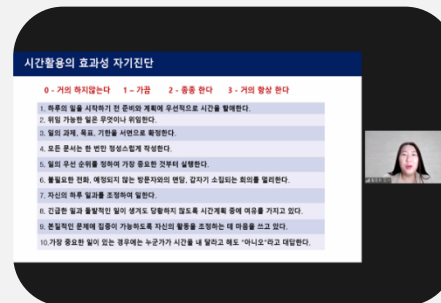 시간활용의 효과성 자기진단
0 - 거의 하지않는다 1 – 가끔 2 - 종종 한다 3 - 거의 항상 한다
1. 하루의 일을 시작하기 전 준비와 계획에 우선적으로 시간을 할애한다.
2. 위임 가능한 일은 무엇이나 위임한다.
3. 일의 과제, 목표, 기한을 서면으로 확정한다.
4. 모든 문서는 한 번만 정성스럽게 작성한다.
5. 일의 우선 순위를 정하여 가장 중요한 것부터 실행한다.
6. 불필요한 전화, 예정되지 않는 방문자와의 면담, 갑자기 소집되는 회의를 멀리한다.
7. 자신의 하루 일과를 조정하여 일한다.
8. 긴급한 일과 돌발적인 일이 생겨도 당황하지 않도록 시간계획 중에 여유를 가지고 있다.
9. 본질적인 문제에 집중이 가능하도록 자신의 활동을 조정하는 데 마음을 쓰고 있다.
10.가장 중요한 일이 있는 경우에는 누군가가 시간을 내 달라고 해도 "아니오"라고 대답한다.